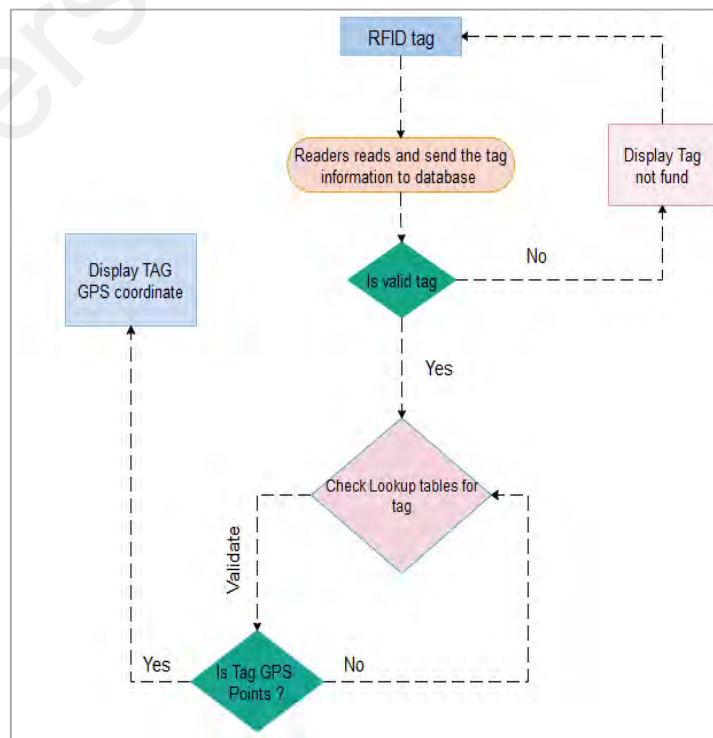 ers
RFID tag
Readers reads and send the tag
information to database
Display Tag
not fund
Display TAG
GPS coordinate
Is valid tag
No
Yes
Check Lookup tables for
tag
Validate
Is Tag GPS
Points ?
Yes
No